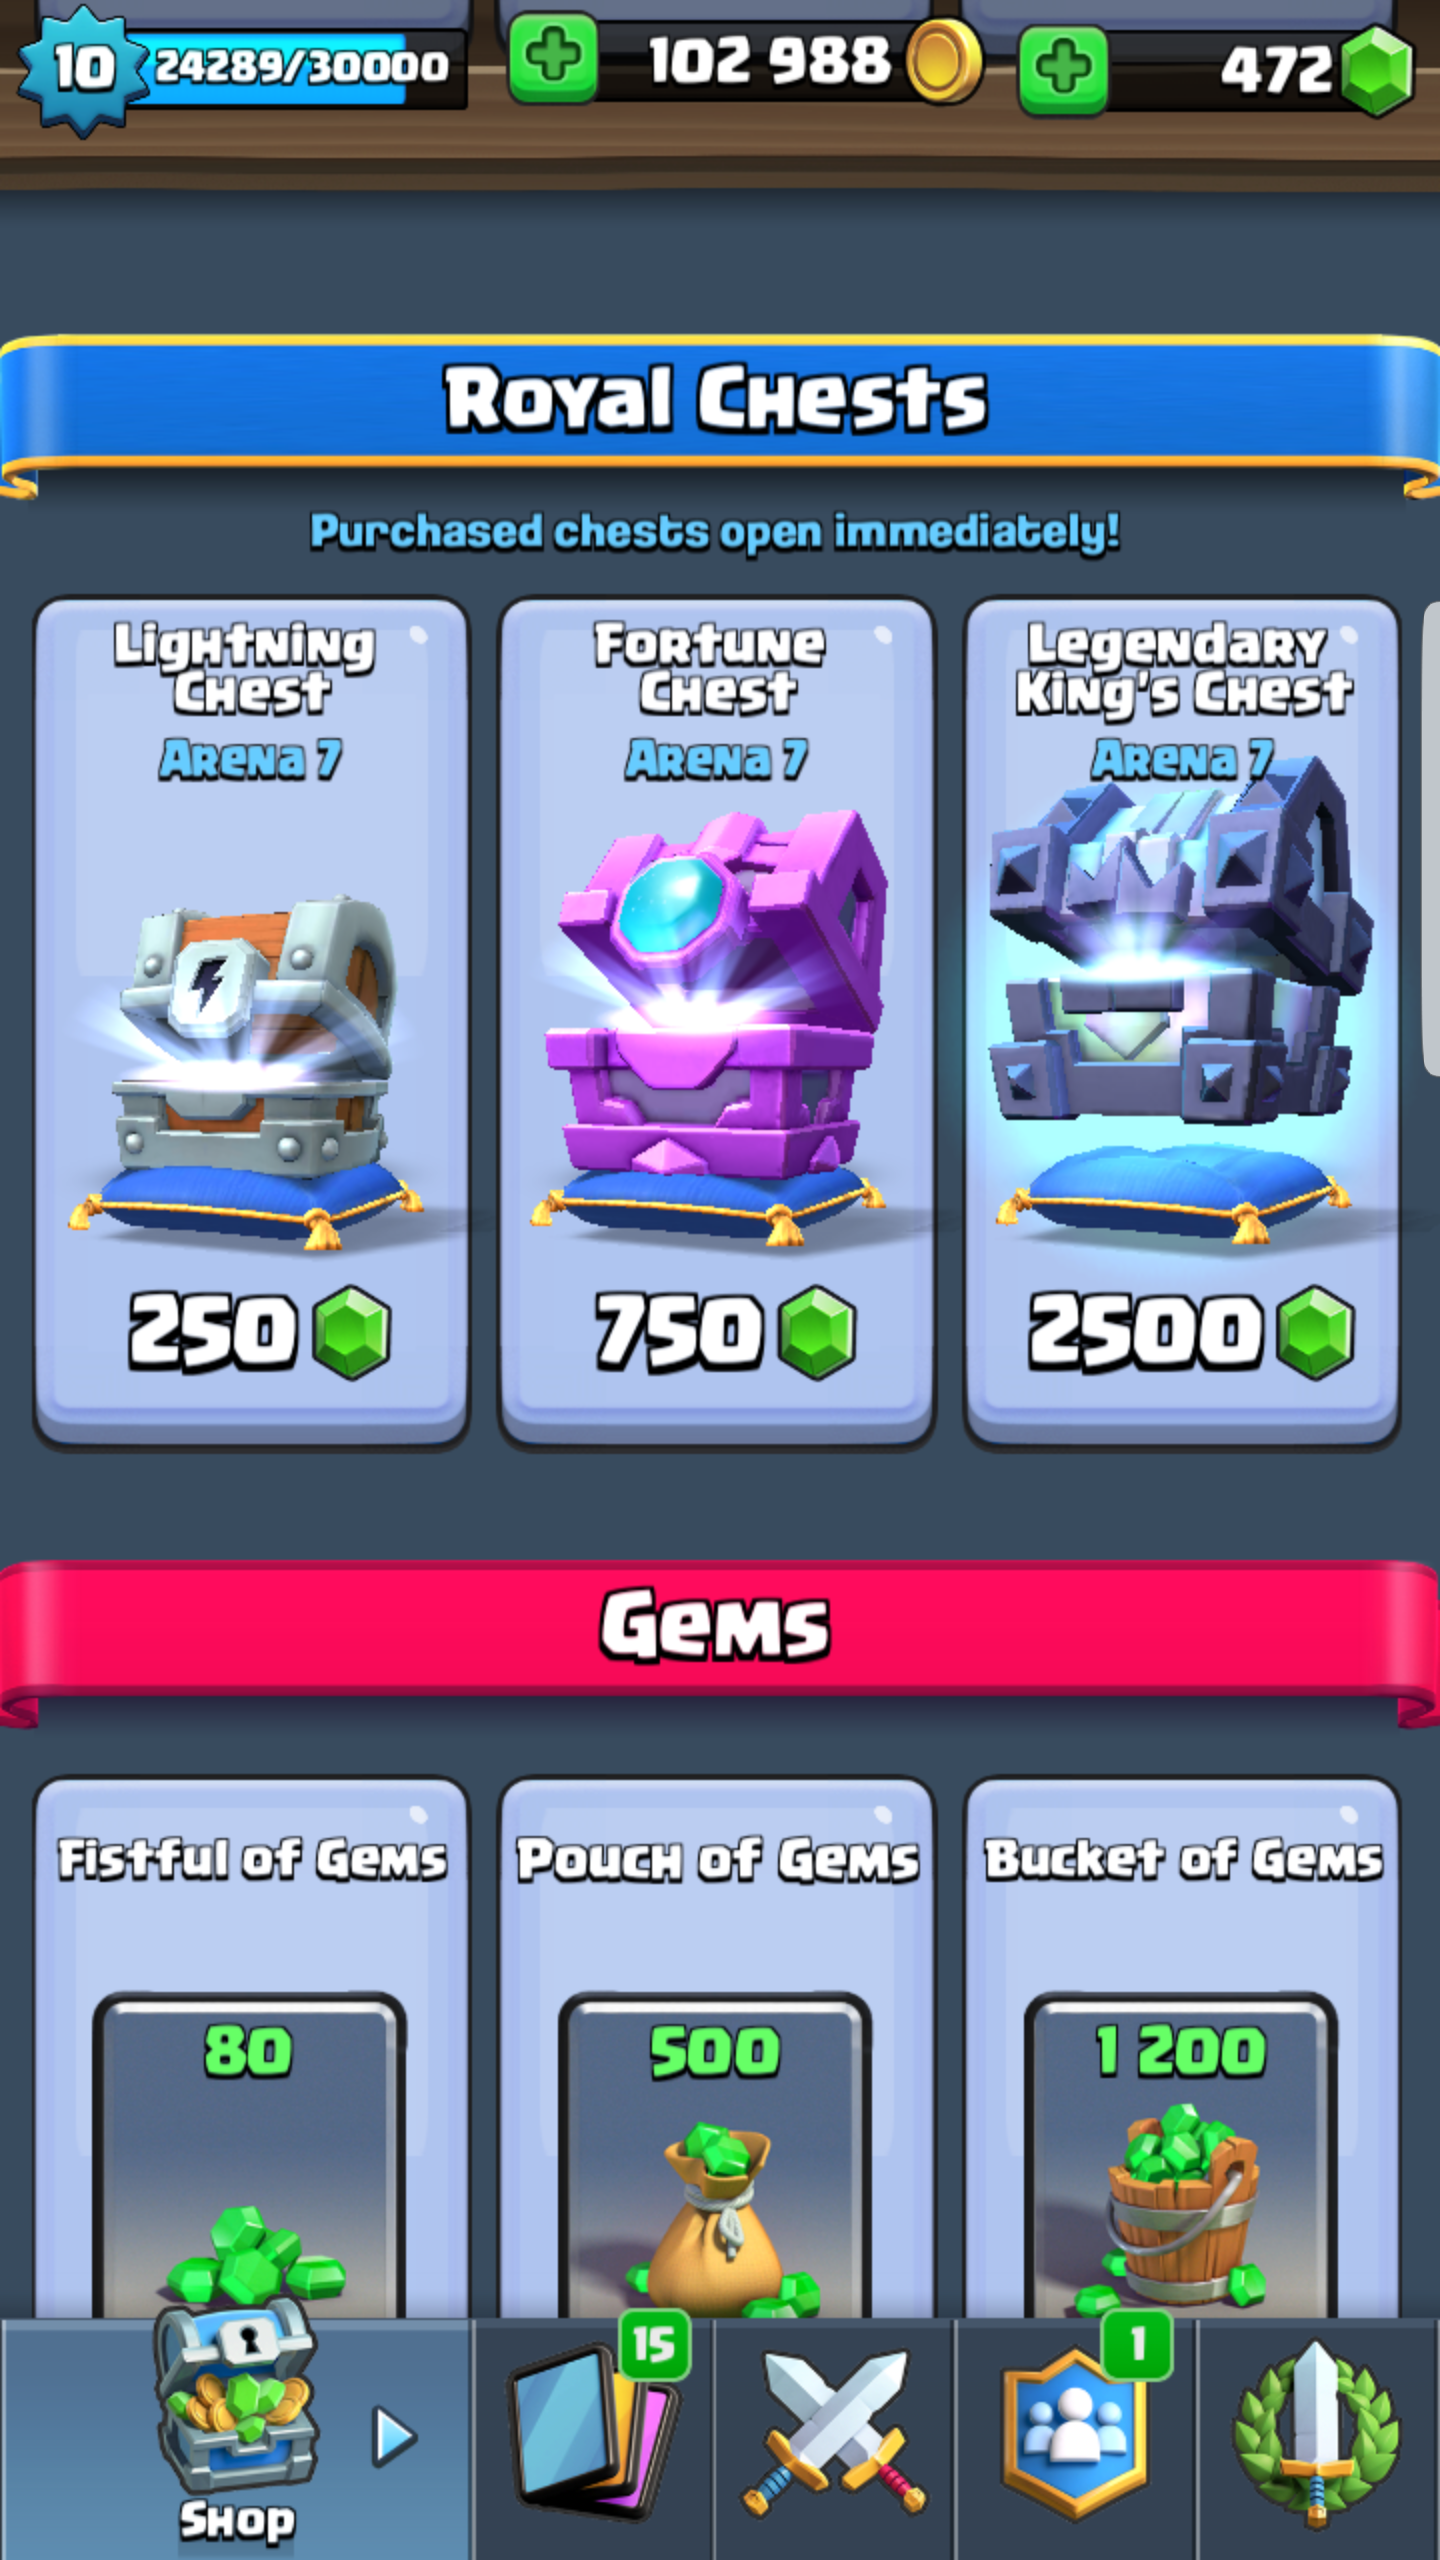 10 24289/30000 102 988 472
Royal Chests
Purchased chests open immediately!
Lightning
Chest
Arena 7
250
Fortune
Chest
Arena 7
750
Legendary
King's Chest
Arena 7
2500
Gems
Fistful of Gems
80
Pouch of Gems
500
Bucket of Gems
1 200
Shop
15
1